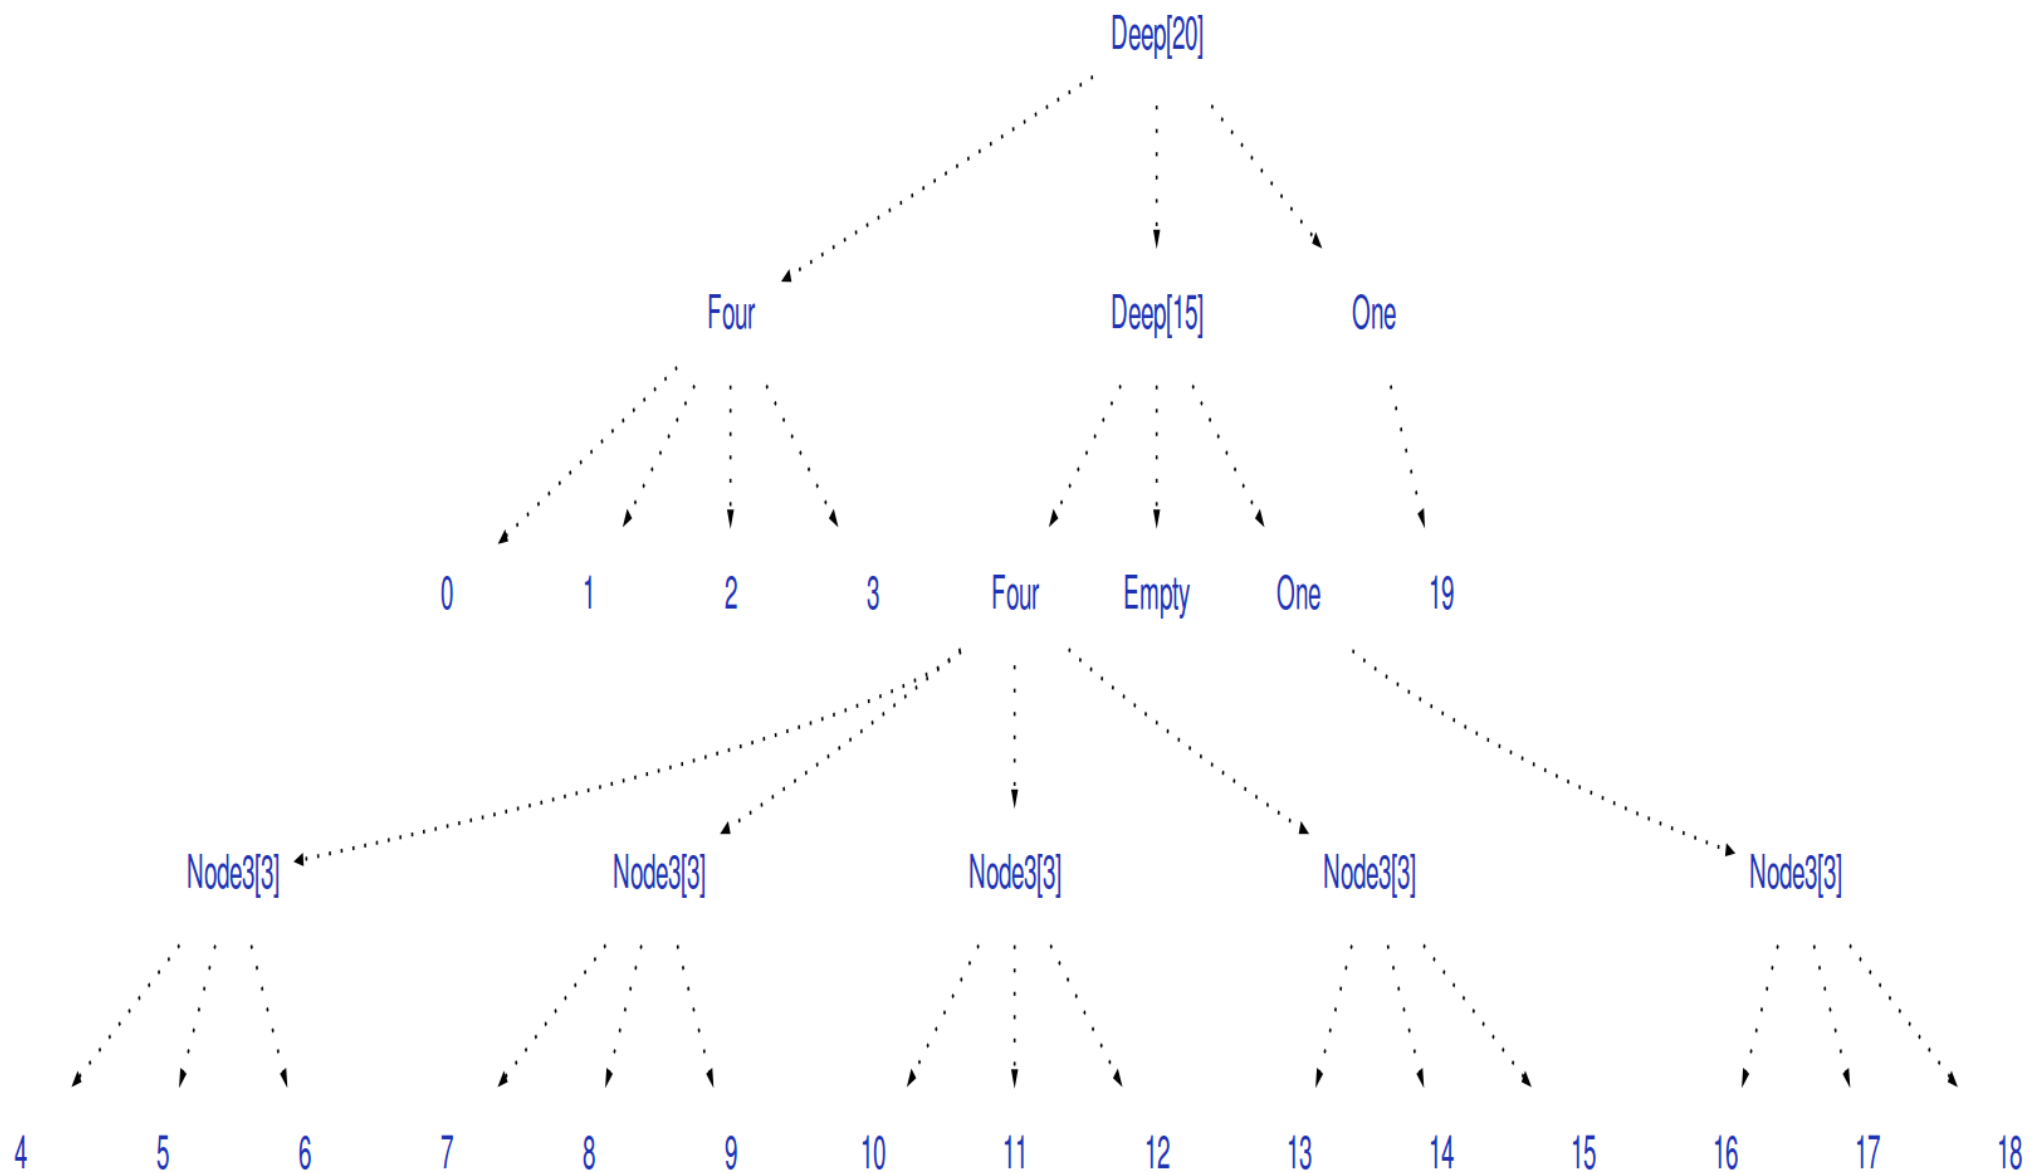 Deep[20]
Four Deep[15] One
0 1 2 3 Four Empty One 19
Node3[3] Node3[3] Node3[3] Node3[3] Node3[3]
4 5 6 7 8 9 10 11 12 13 14 15 16 17 18